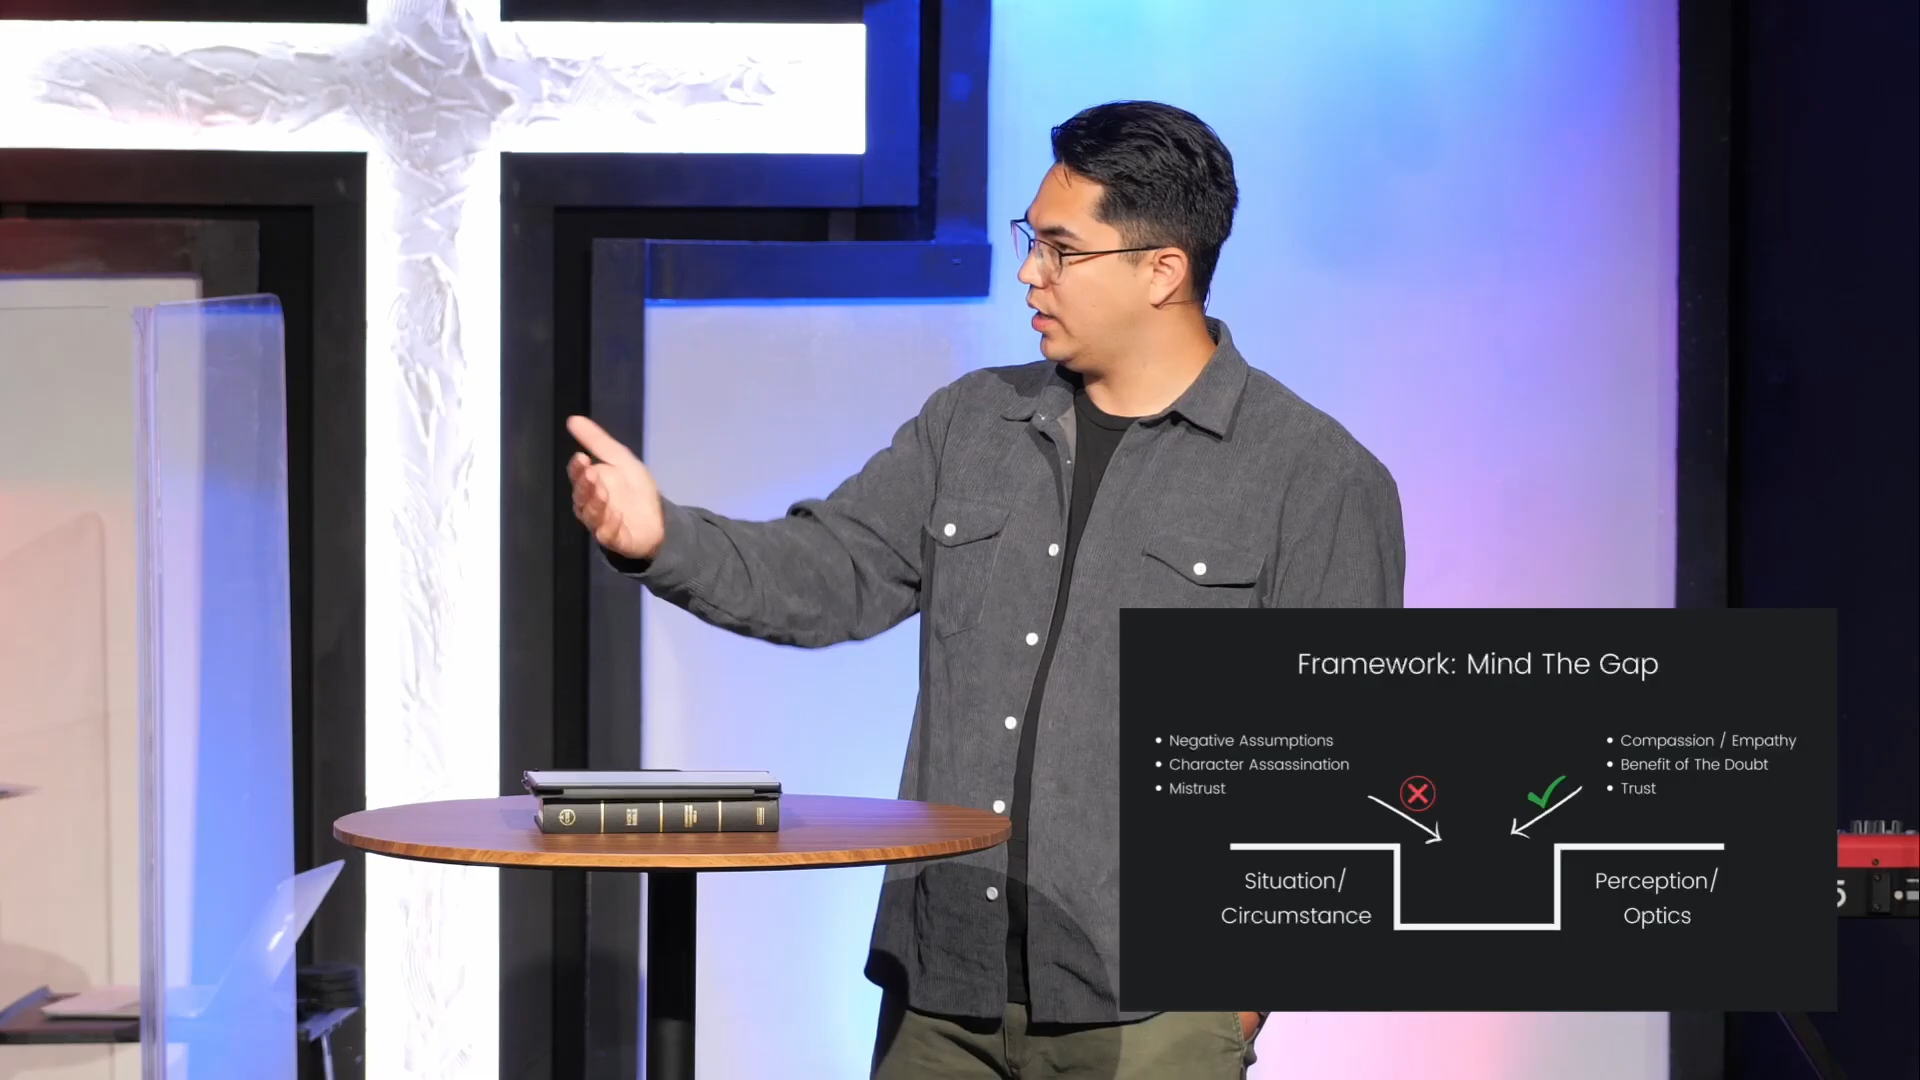 Framework: Mind The Gap
• Negative Assumptions
• Character Assassination
• Mistrust
• Compassion / Empathy
• Benefit of The Doubt
• Trust
Situation/
Circumstance
Perception/
Optics
5